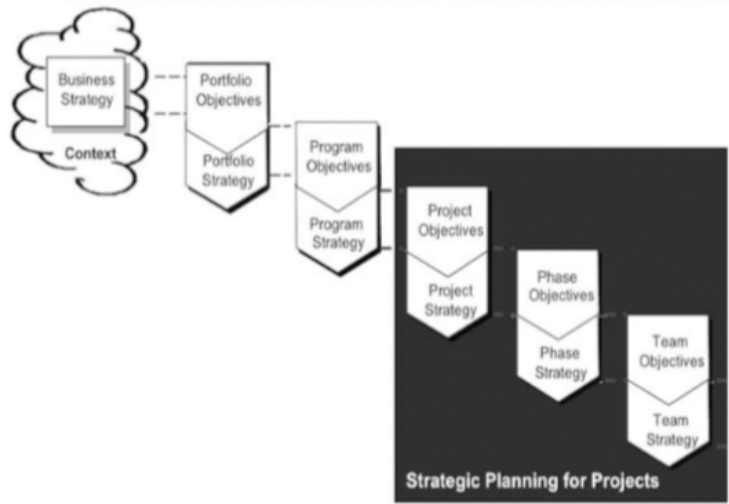 Business
Strategy
Context
Portfolio
Objectives
Portfolio
Strategy
Program
Objectives
Program
Strategy
Project
Objectives
Project
Strategy
Phase
Objectives
Phase
Strategy
Team
Objectives
Team
Strategy
Strategic Planning for Projects